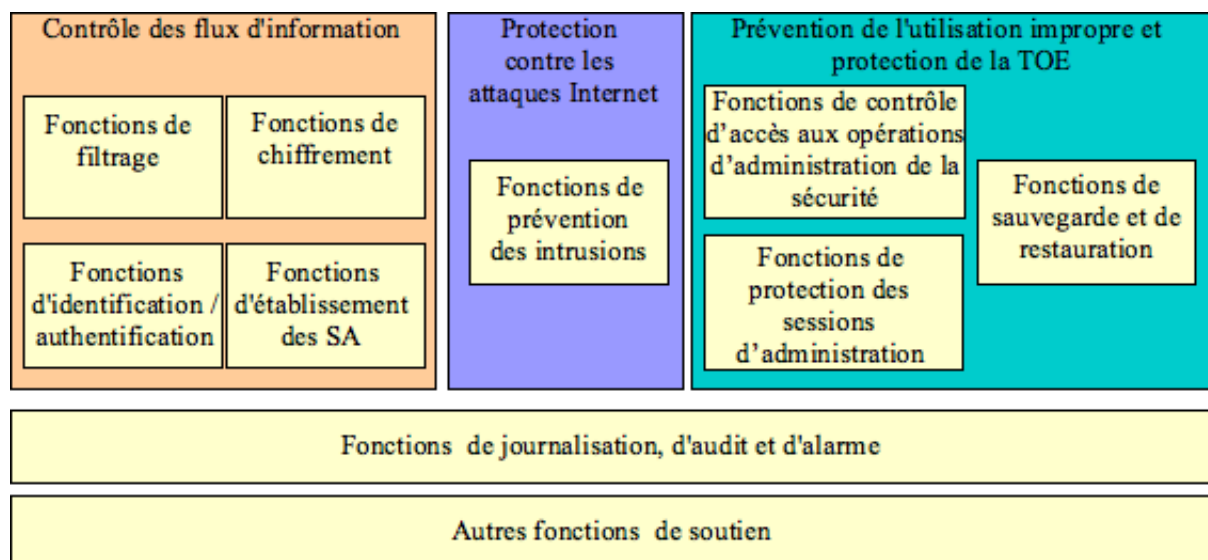 Contrôle des flux d'information
Fonctions de
filtrage
Fonctions de
chiffrement
Fonctions
d'identification /
authentification
Fonctions
d'établissement
des SA
Protection
contre les
attaques Internet
Fonctions de
prévention
des intrusions
Prévention de l'utilisation impropre et
protection de la TOE
Fonctions de contrôle
d’accès aux opérations
d’administration de la
sécurité
Fonctions de
protection des
sessions
d’administration
Fonctions de
sauvegarde et de
restauration
Fonctions de journalisation, d'audit et d'alarme
Autres fonctions de soutien